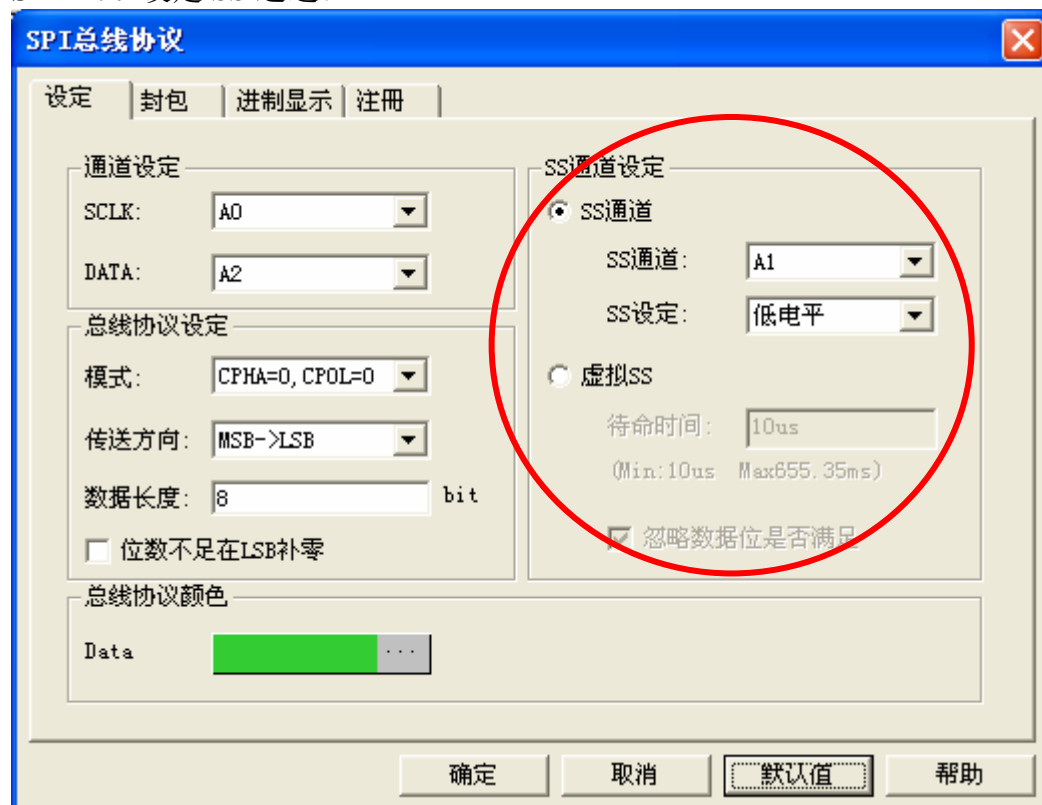 SPI总线协议
设定 封包 进制显示 注册
通道设定
SCLK: A0
DATA: A2
总线协议设定
模式: CPHA=0,CPOL=0
传送方向: MSB->LSB
数据长度: 8 bit
位数不足在LSB补零
SS通道设定
SS通道
SS通道: A1
SS设定: 低电平
虚拟SS
待命时间: 10us
(Min:10us Max655.35ms)
忽略数据位是否满足
总线协议颜色
Data ...
确定 取消 默认值 帮助